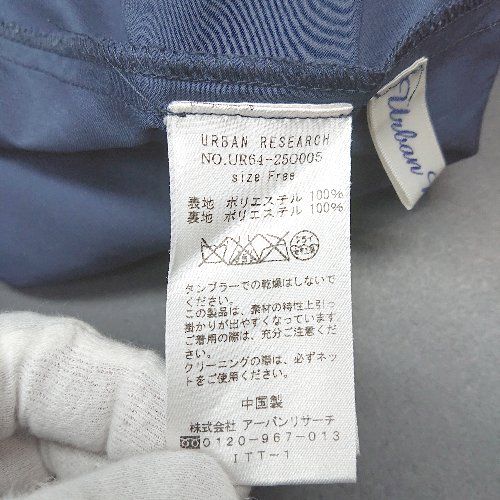 URBAN RESEARCH
NO.UR64-25O005
size Free
表地 ポリエステル 100%
裏地 ポリエステル 100%
タンブラーでの乾燥はしないで
ください。
この製品は、素材の特性上引っ
掛かりが出やすくなっています
ご着用の際は、充分ご注意くだ
さい。
クリーニングの際は、必ずネッ
トをご使用ください。
中国製
株式会社 アーバンリサーチ
0120-967-013
ITT-1
Urban